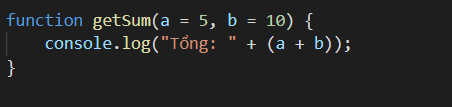 function getSum(a = 5, b = 10) {
    console.log("Tổng: " + (a + b));
}